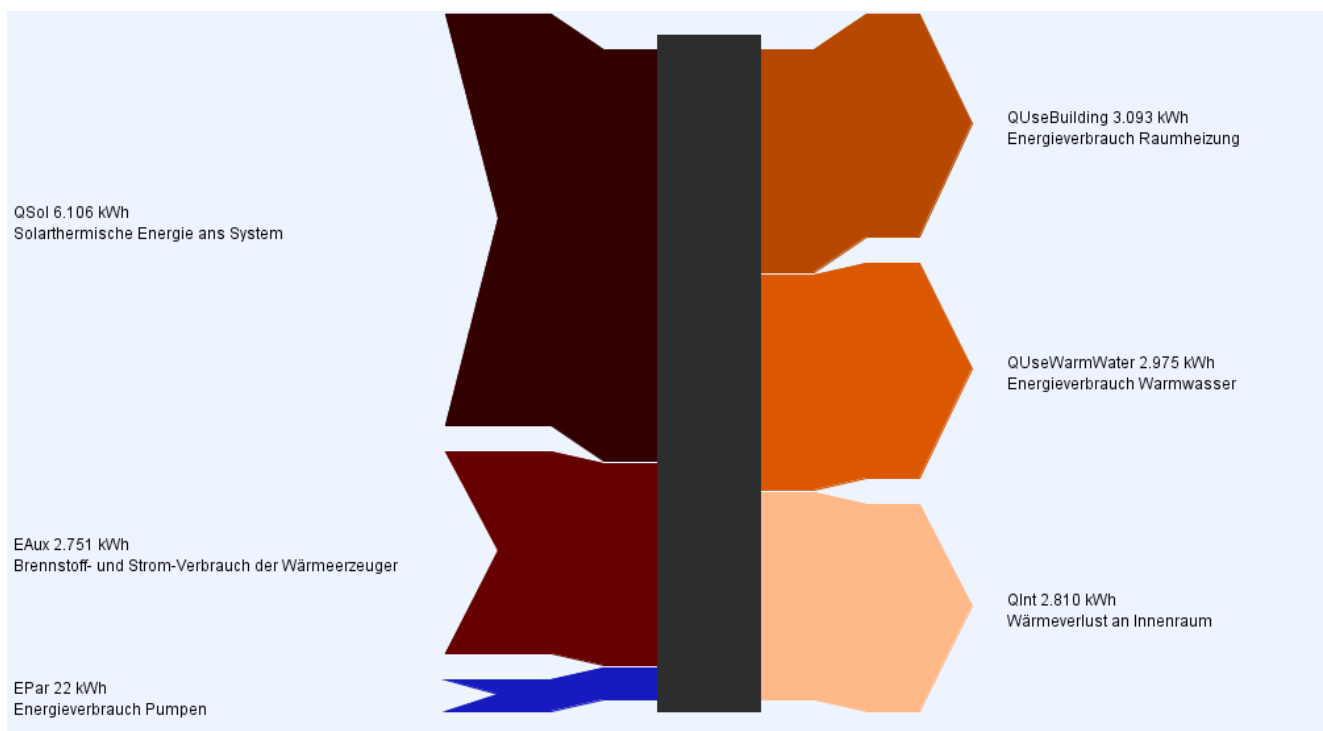 QSol 6.106 kWh
Solarthermische Energie ans System
EAux 2.751 kWh
Brennstoff- und Strom-Verbrauch der Wärmeerzeuger
EPar 22 kWh
Energieverbrauch Pumpen
QUseBuilding 3.093 kWh
Energieverbrauch Raumheizung
QUseWarmWater 2.975 kWh
Energieverbrauch Warmwasser
QInt 2.810 kWh
Wärmeverlust an Innenraum